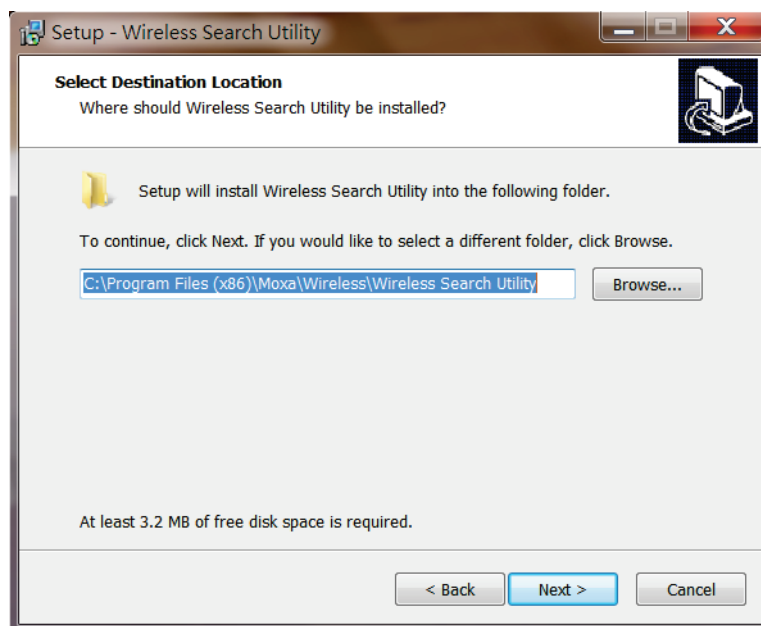 Setup - Wireless Search Utility
Select Destination Location
Where should Wireless Search Utility be installed?
Setup will install Wireless Search Utility into the following folder.
To continue, click Next. If you would like to select a different folder, click Browse.
C:\Program Files (x86)\Moxa\Wireless\Wireless Search Utility
Browse...
At least 3.2 MB of free disk space is required.
< Back
Next >
Cancel